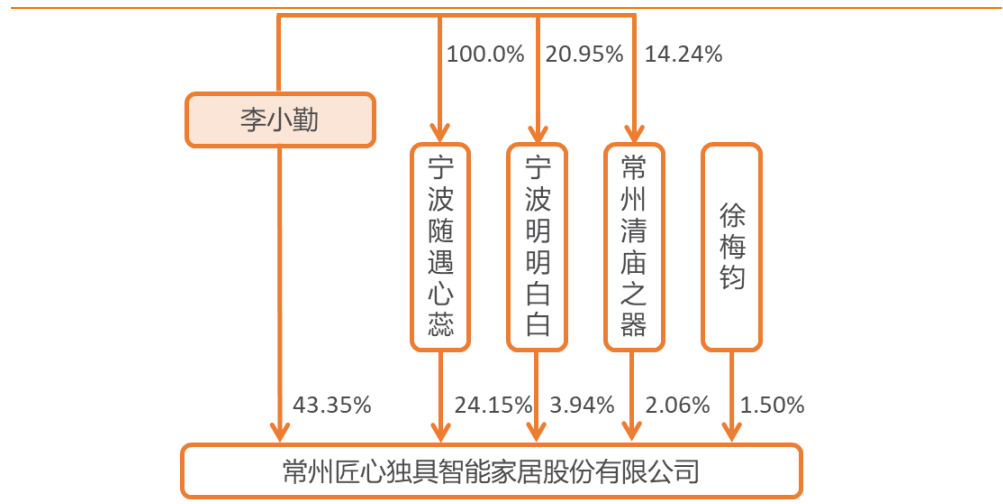 100.0% 20.95% 14.24%
李小勤
宁波随遇心蕊
宁波明明白白
常州清庙之器
徐梅钧
43.35% 24.15% 3.94% 2.06% 1.50%
常州匠心独具智能家居股份有限公司